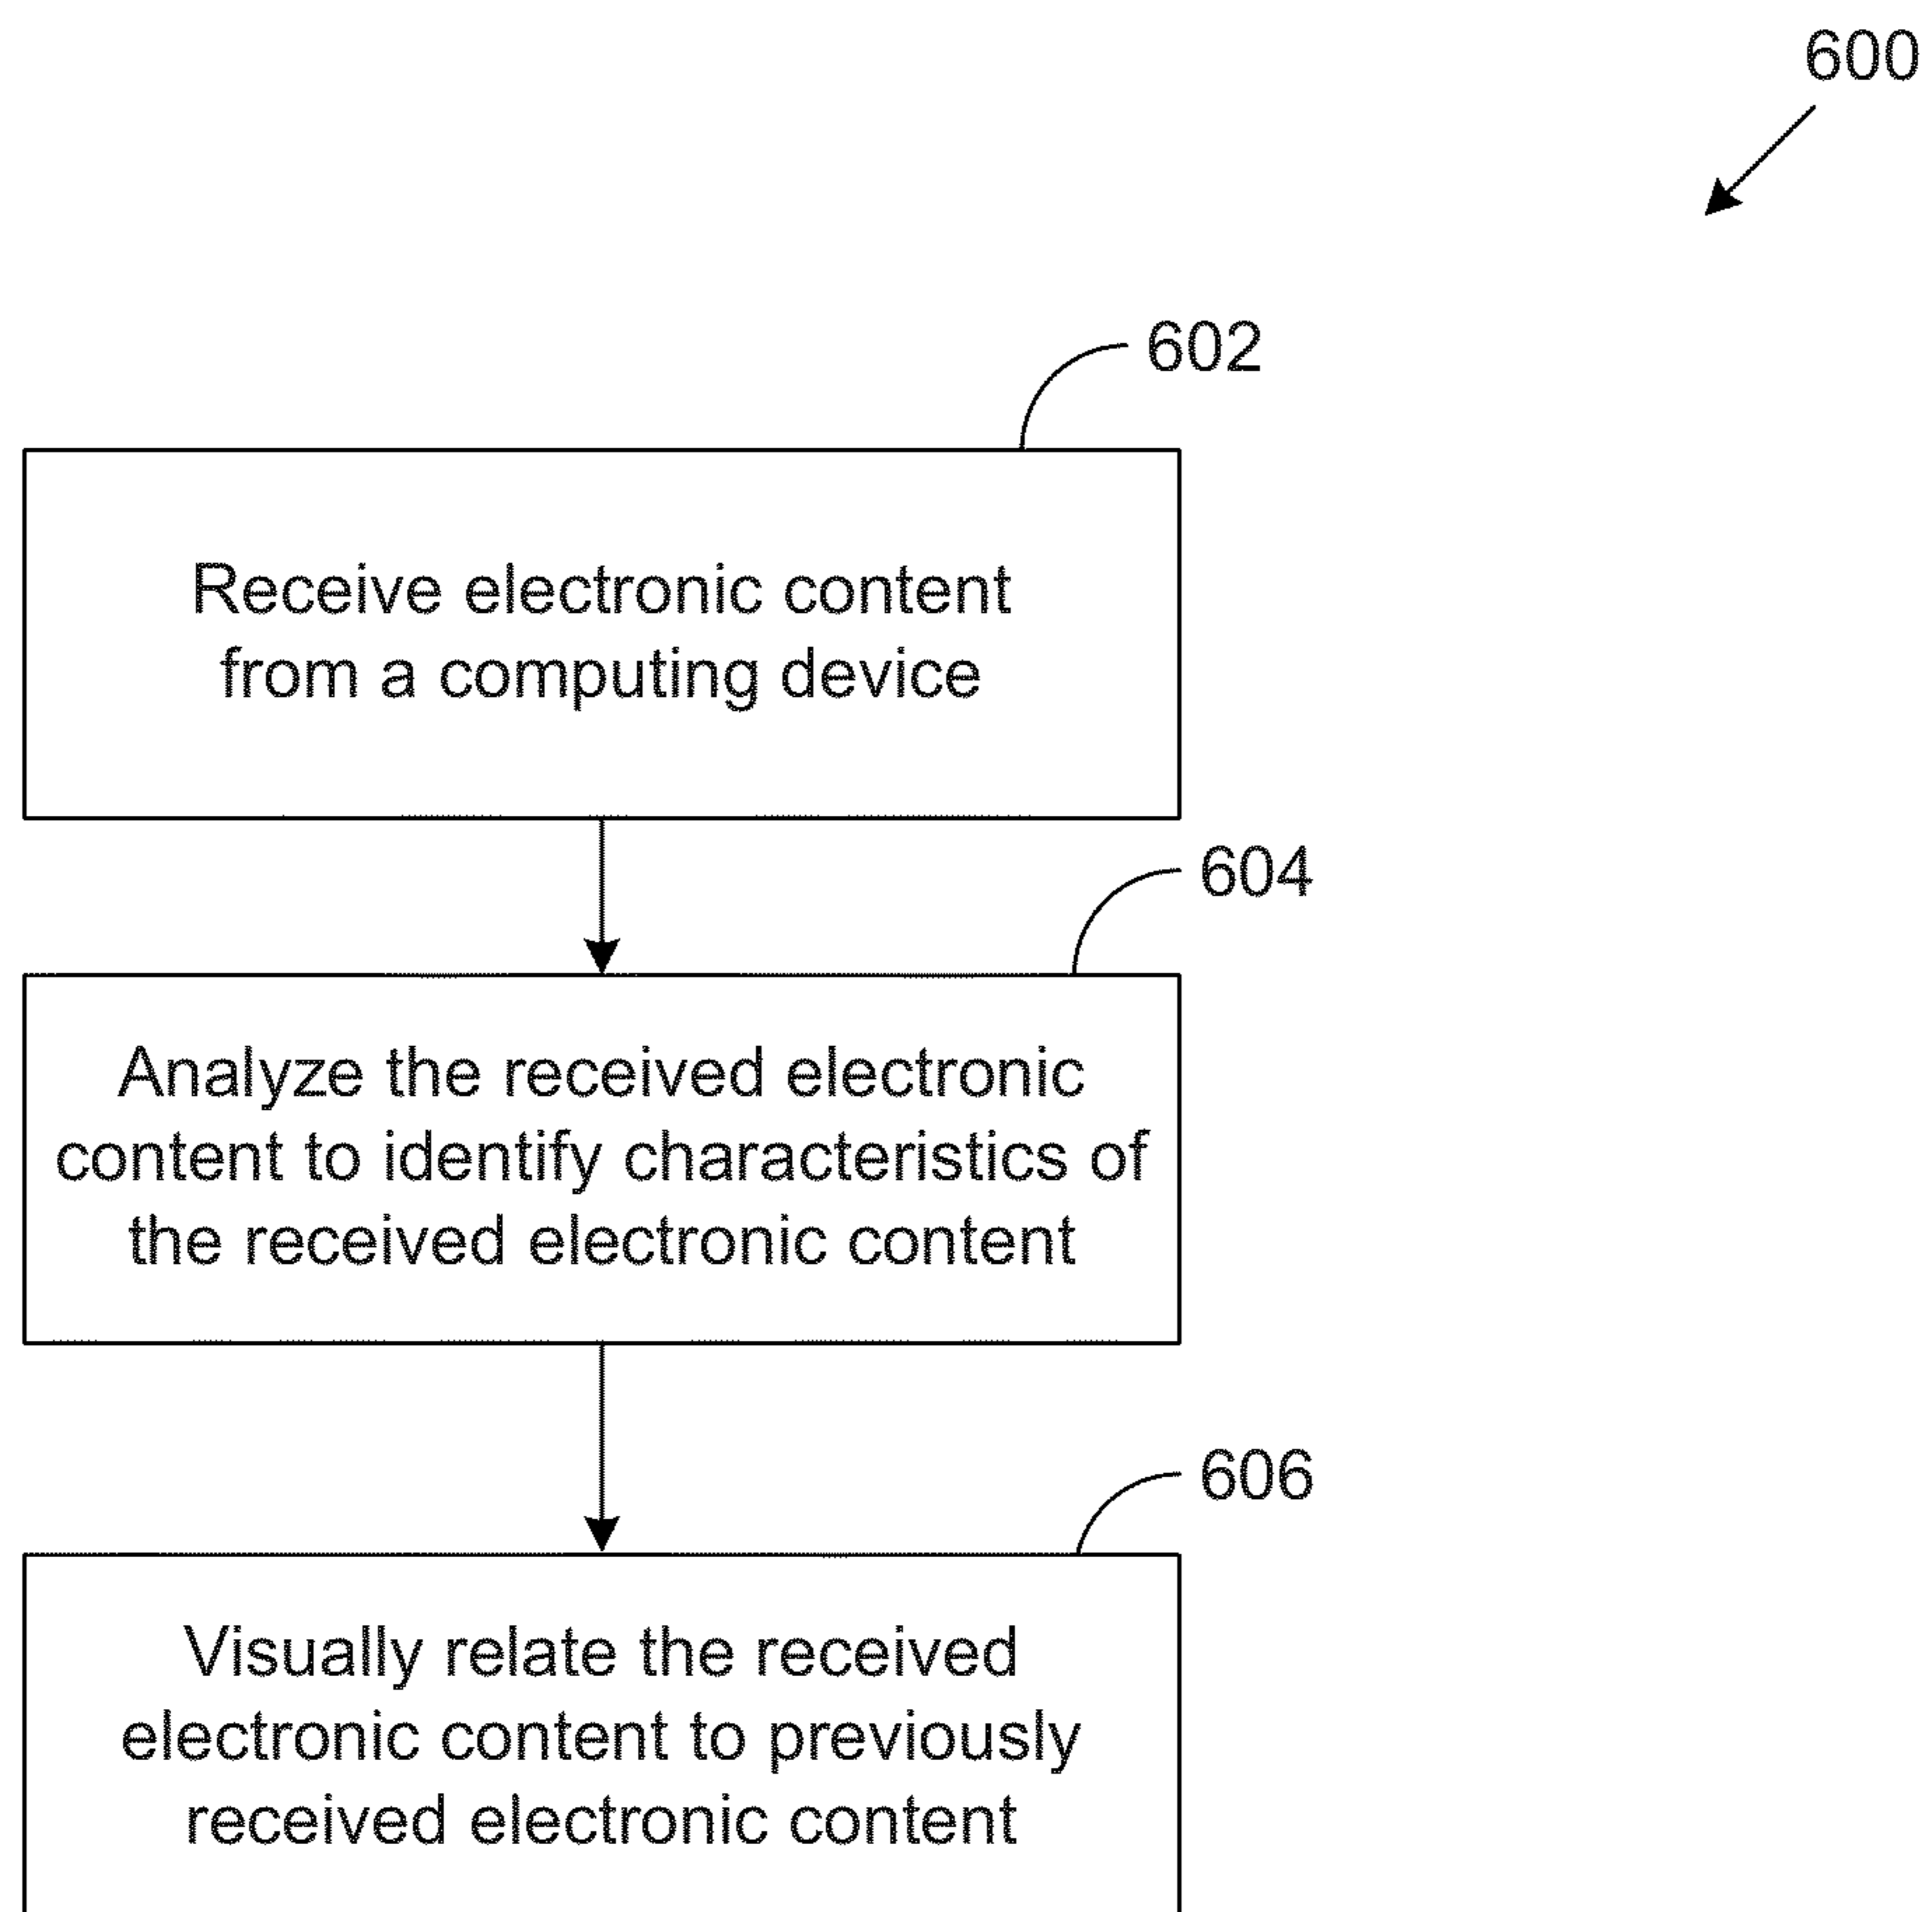 600
602
Receive electronic content
from a computing device
604
Analyze the received electronic
content to identify characteristics of
the received electronic content
606
Visually relate the received
electronic content to previously
received electronic content